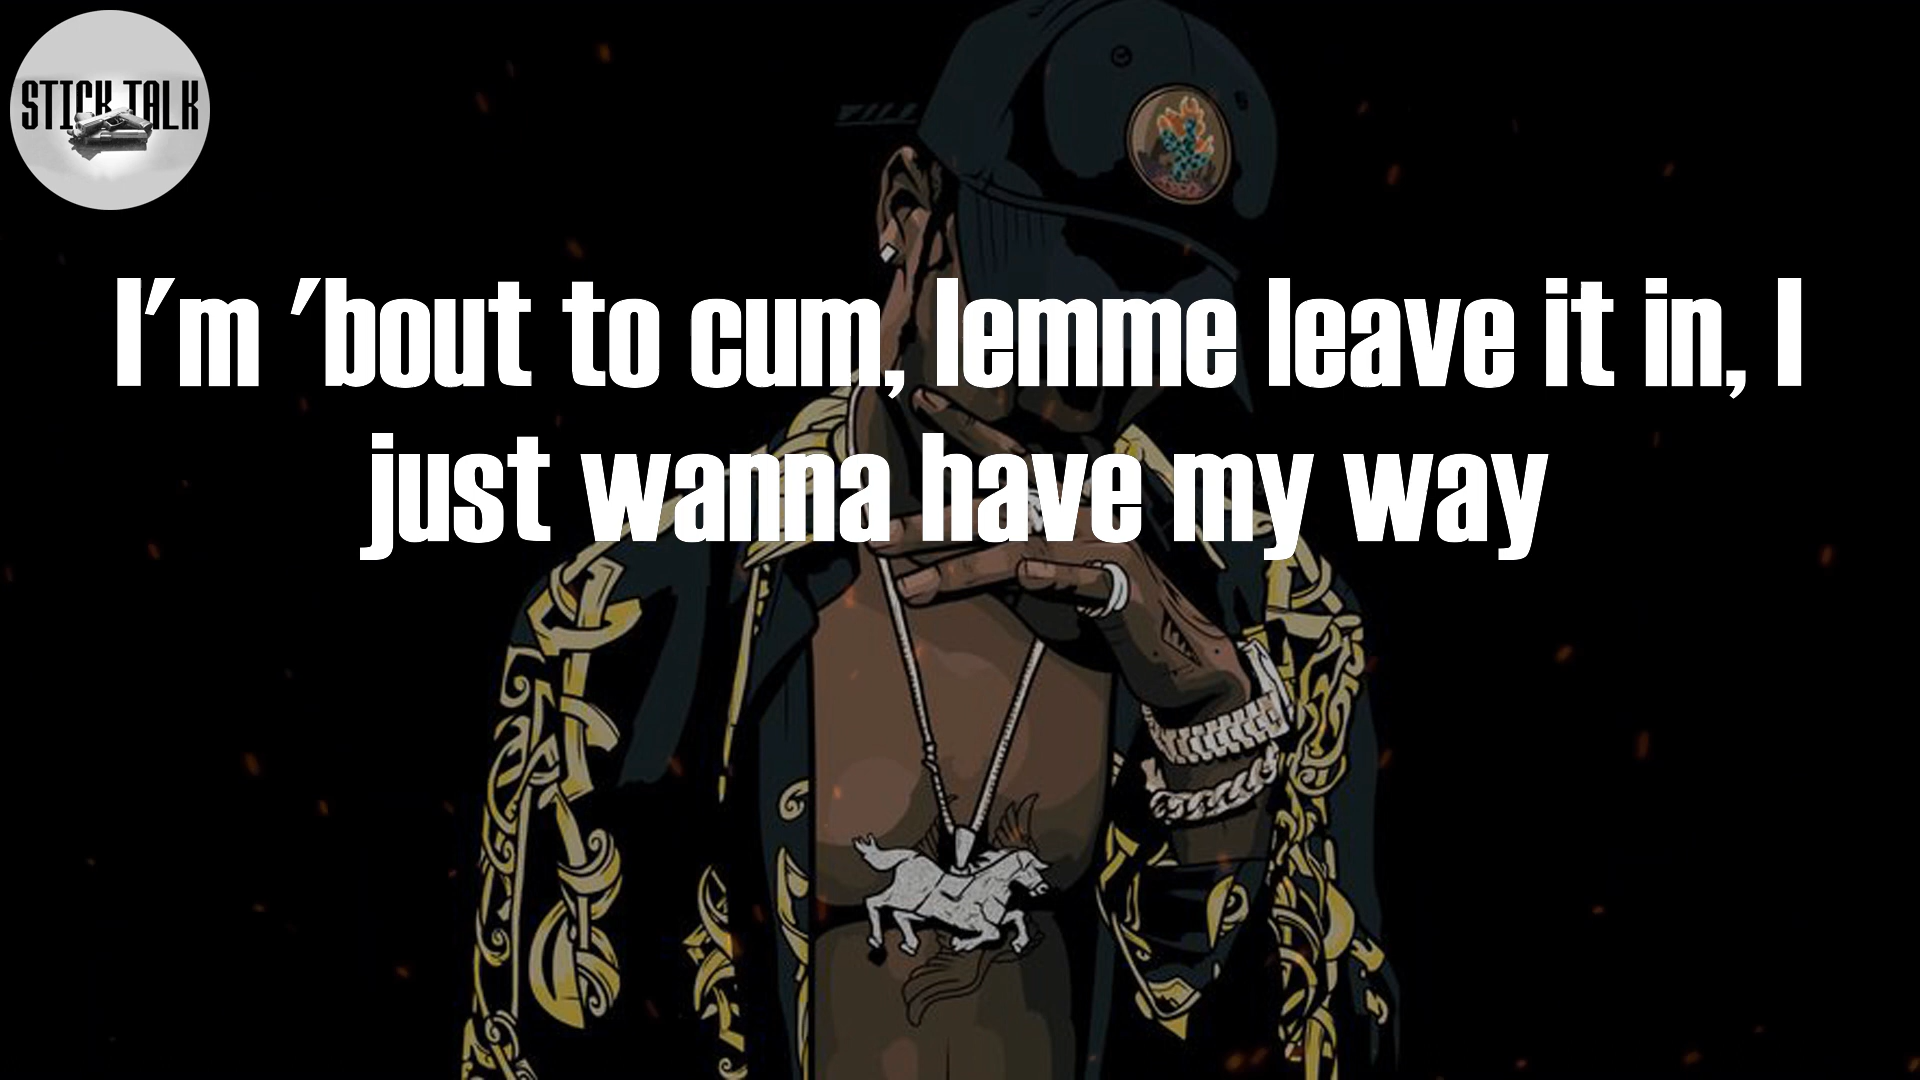 STICK TALK
I'm 'bout to cum, lemme leave it in, I
just wanna have my way